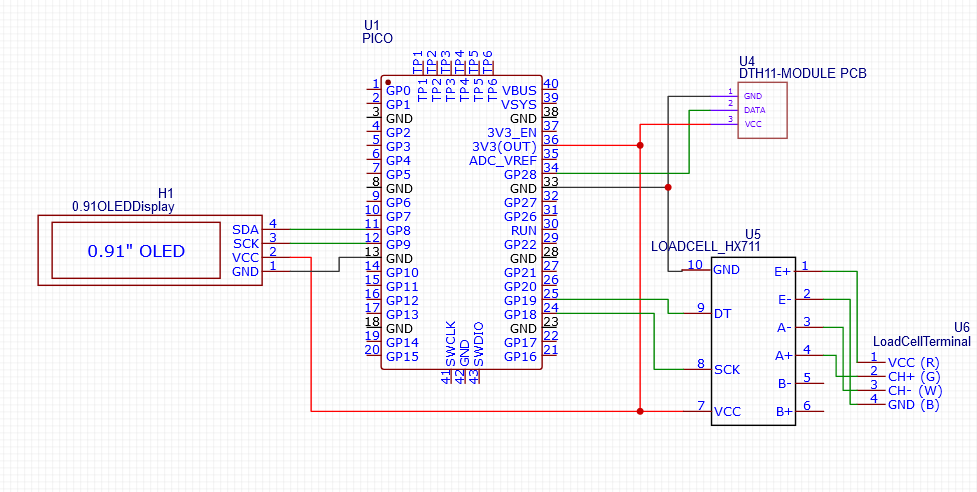 U1
PICO
TP1 TP2 TP3 TP4 TP5 TP6
TP1 TP2 TP3 TP4 TP5 TP6
1 GP0
2 GP1
3 GND
4 GP2
5 GP3
6 GP4
7 GP5
8 GND
9 GP6
10 GP7
11 GP8
12 GP9
13 GND
14 GP10
15 GP11
16 GP12
17 GP13
18 GND
19 GP14
20 GP15
VBUS 40
VSYS 39
GND 38
3V3_EN 37
3V3(OUT) 36
ADC_VREF 35
GP28 34
GND 33
GP27 32
GP26 31
RUN 30
GP22 29
GND 28
GP21 27
GP20 26
GP19 25
GP18 24
GND 23
GP17 22
GP16 21
SWCLK GND SWDIO
41 42 43
H1
0.91OLEDDisplay
0.91" OLED
SDA 4
SCK 3
VCC 2
GND 1
U4
DTH11-MODULE PCB
1 GND
2 DATA
3 VCC
U5
LOADCELL_HX711
10 GND
9 DT
8 SCK
7 VCC
E+ 1
E- 2
A- 3
A+ 4
B- 5
B+ 6
U6
LoadCellTerminal
1 VCC (R)
2 CH+ (G)
3 CH- (W)
4 GND (B)